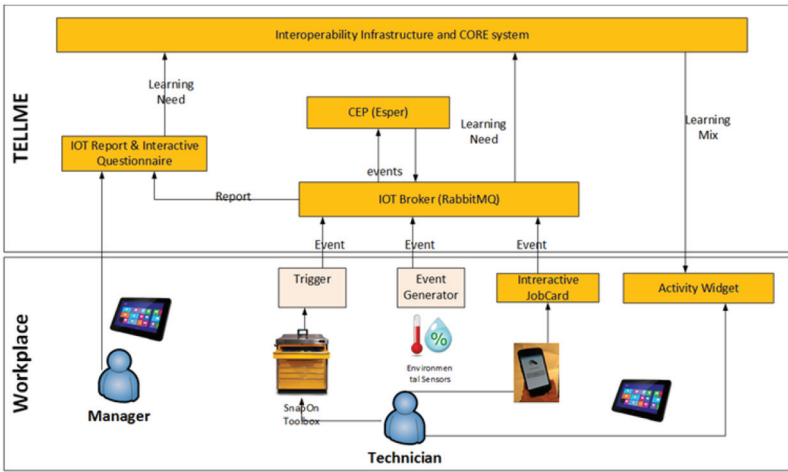 Interoperability Infrastructure and CORE system
Learning
Need
CEP (Esper)
Learning
Need
Learning
Mix
TELLME
IOT Report & Interactive
Questionnaire
events
Report
IOT Broker (RabbitMQ)
Event
Event
Event
Trigger
Event
Generator
Intreractive
JobCard
Activity Widget
Workplace
%
Environmen
tal Sensors
Manager
SnapOn
Toolbox
Technician